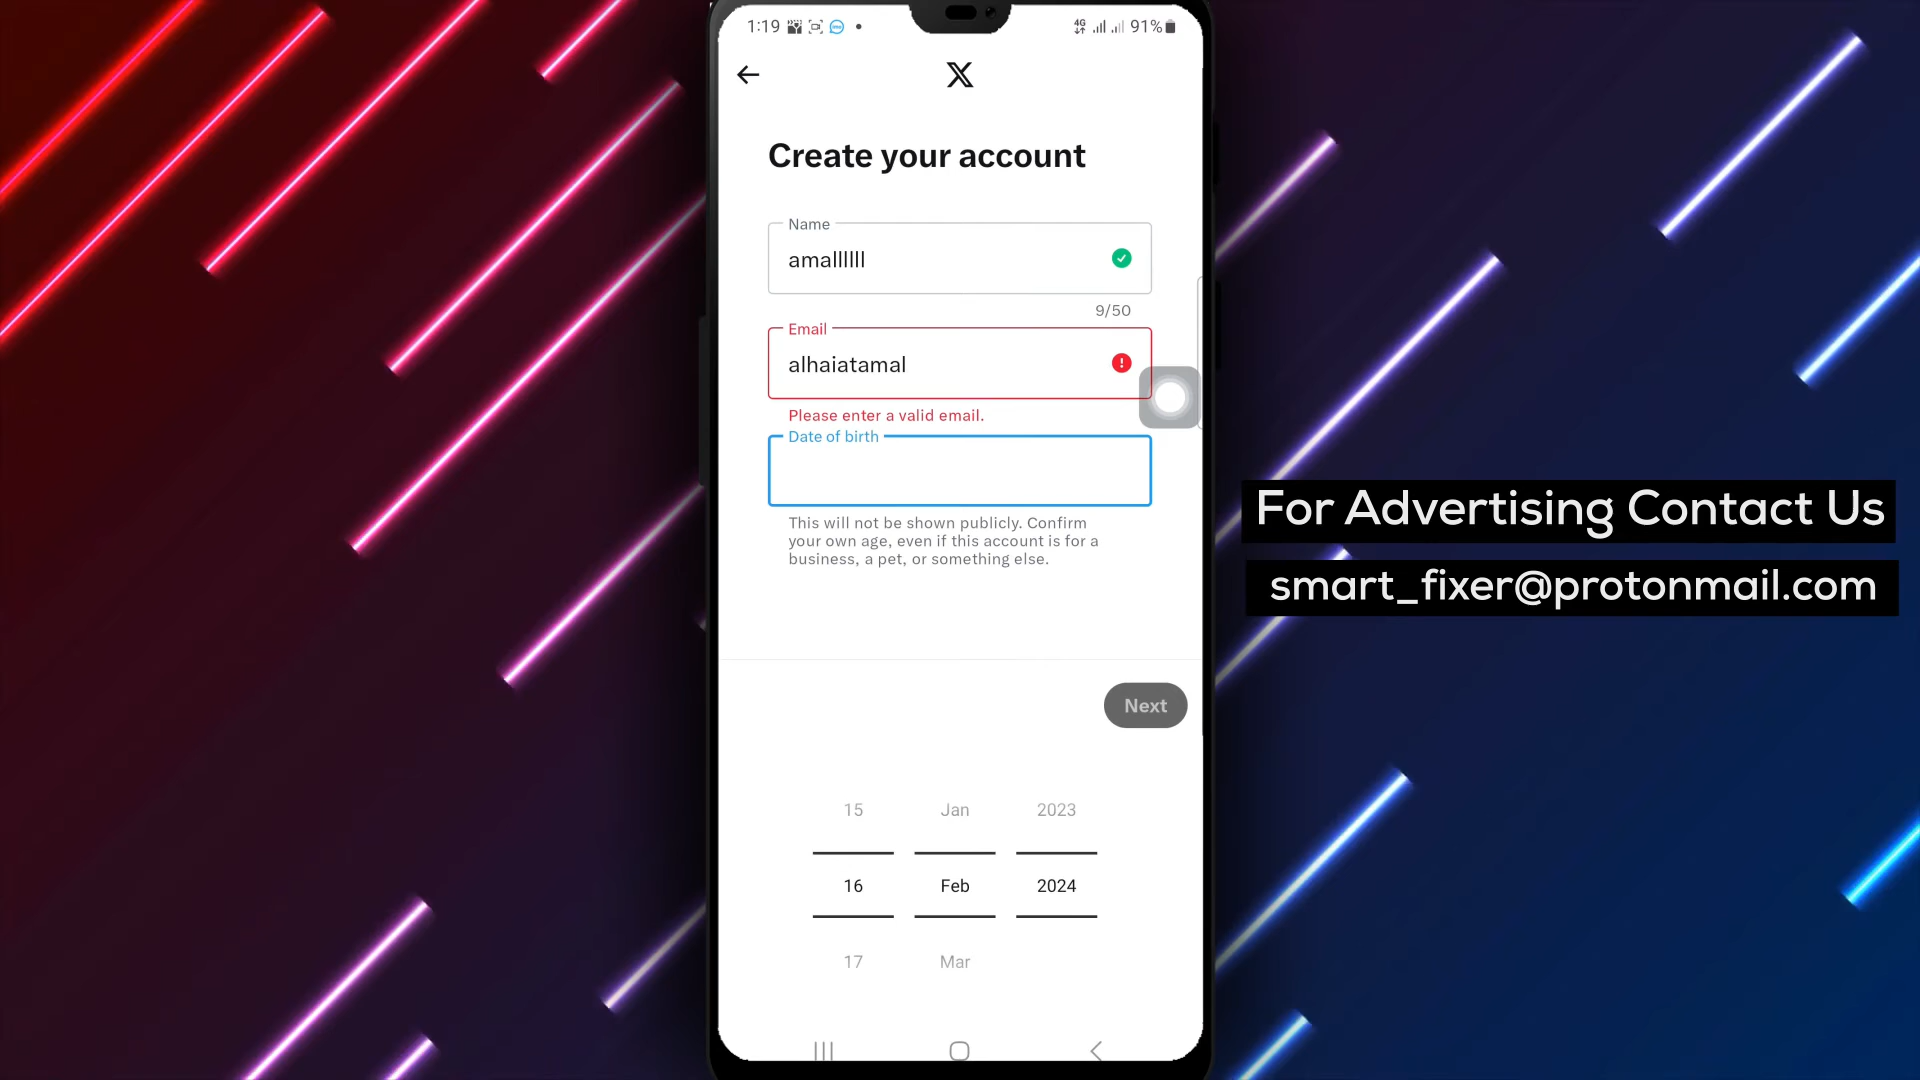 1:19
4G 91%
X
Create your account
Name
amallllll
9/50
Email
alhaiatamal
Please enter a valid email.
Date of birth
This will not be shown publicly. Confirm
your own age, even if this account is for a
business, a pet, or something else.
Next
15 Jan 2023
16 Feb 2024
17 Mar
For Advertising Contact Us
smart_fixer@protonmail.com